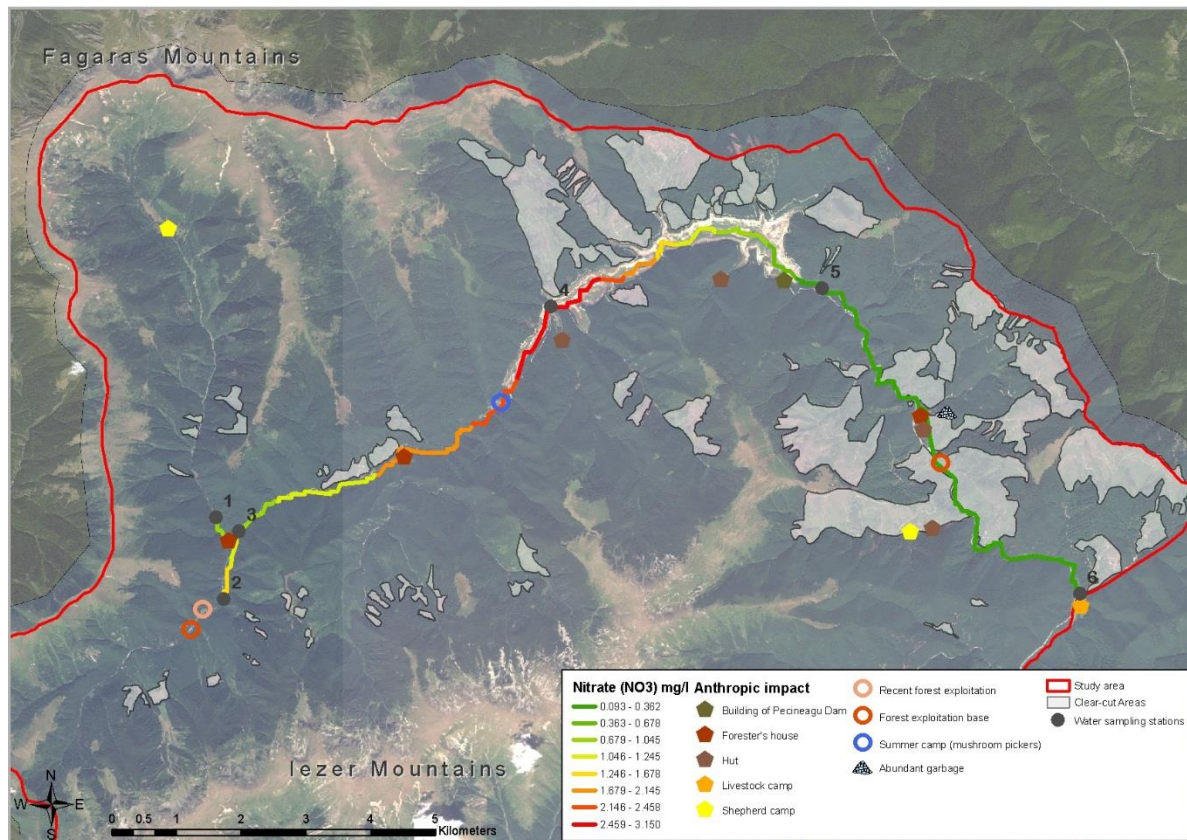 Fagaras Mountains
4
5
1
3
2
6
Iezer Mountains
N
W E
S
0 0.5 1 2 3 4 5
Kilometers
Nitrate (NO3) mg/l
0.093 - 0.362
0.363 - 0.678
0.679 - 1.045
1.046 - 1.245
1.246 - 1.678
1.679 - 2.145
2.146 - 2.458
2.459 - 3.150
Anthropic impact
Building of Pecineagu Dam
Forester's house
Hut
Livestock camp
Shepherd camp
Recent forest exploitation
Forest exploitation base
Summer camp (mushroom pickers)
Abundant garbage
Study area
Clear-cut Areas
Water sampling stations